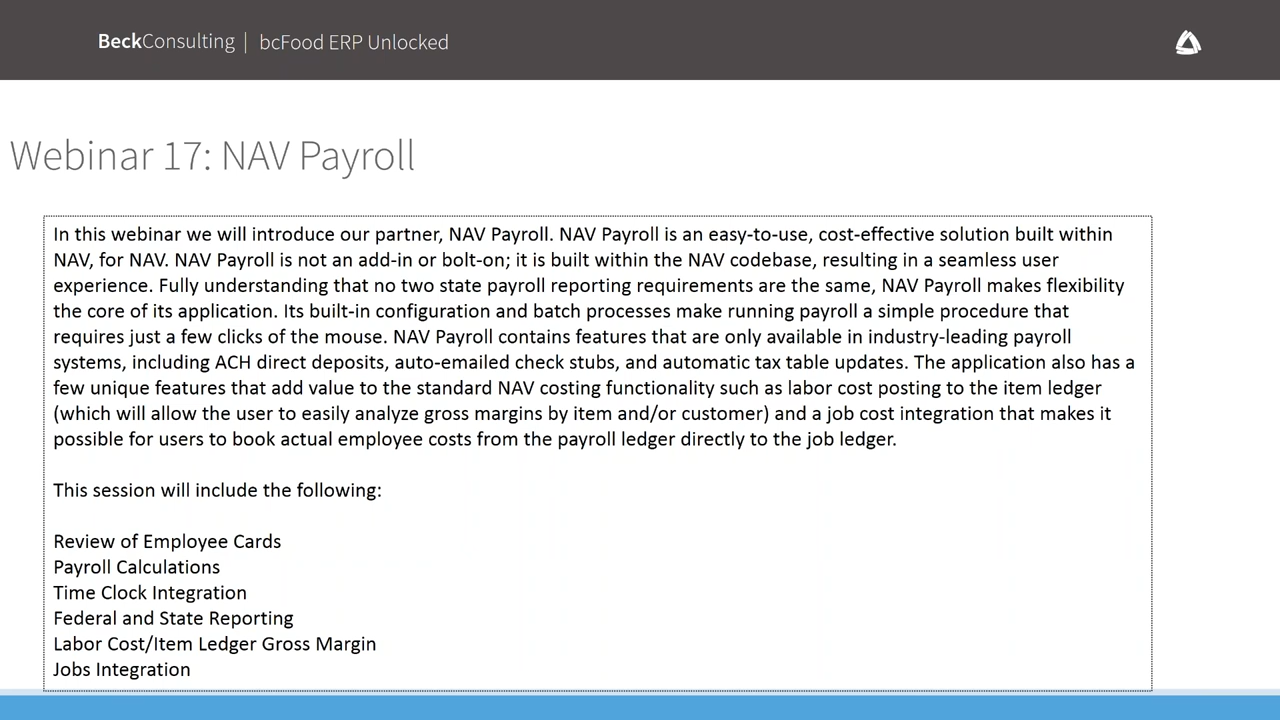 BeckConsulting | bcFood ERP Unlocked
Webinar 17: NAV Payroll
In this webinar we will introduce our partner, NAV Payroll. NAV Payroll is an easy-to-use, cost-effective solution built within
NAV, for NAV. NAV Payroll is not an add-in or bolt-on; it is built within the NAV codebase, resulting in a seamless user
experience. Fully understanding that no two state payroll reporting requirements are the same, NAV Payroll makes flexibility
the core of its application. Its built-in configuration and batch processes make running payroll a simple procedure that
requires just a few clicks of the mouse. NAV Payroll contains features that are only available in industry-leading payroll
systems, including ACH direct deposits, auto-emailed check stubs, and automatic tax table updates. The application also has a
few unique features that add value to the standard NAV costing functionality such as labor cost posting to the item ledger
(which will allow the user to easily analyze gross margins by item and/or customer) and a job cost integration that makes it
possible for users to book actual employee costs from the payroll ledger directly to the job ledger.
This session will include the following:
Review of Employee Cards
Payroll Calculations
Time Clock Integration
Federal and State Reporting
Labor Cost/Item Ledger Gross Margin
Jobs Integration